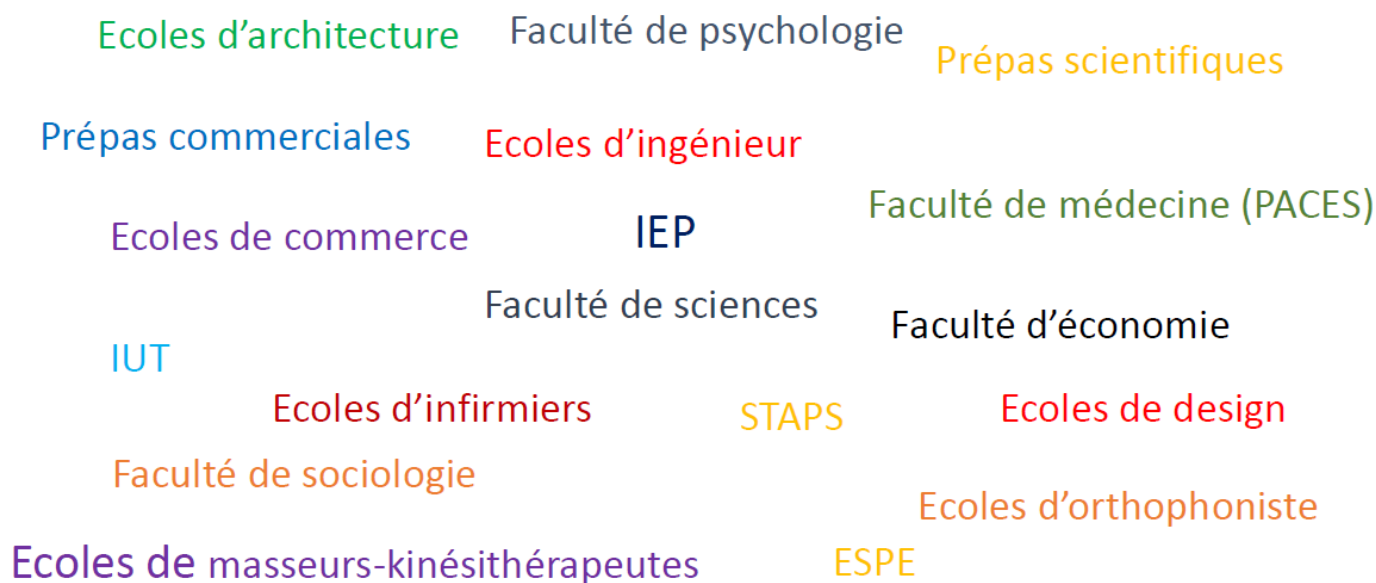 Ecoles d’architecture
Faculté de psychologie
Prépas scientifiques
Prépas commerciales
Ecoles d’ingénieur
Faculté de médecine (PACES)
Ecoles de commerce
IEP
Faculté de sciences
Faculté d’économie
IUT
Ecoles d’infirmiers
STAPS
Ecoles de design
Faculté de sociologie
Ecoles d’orthophoniste
Ecoles de masseurs-kinésithérapeutes
ESPE